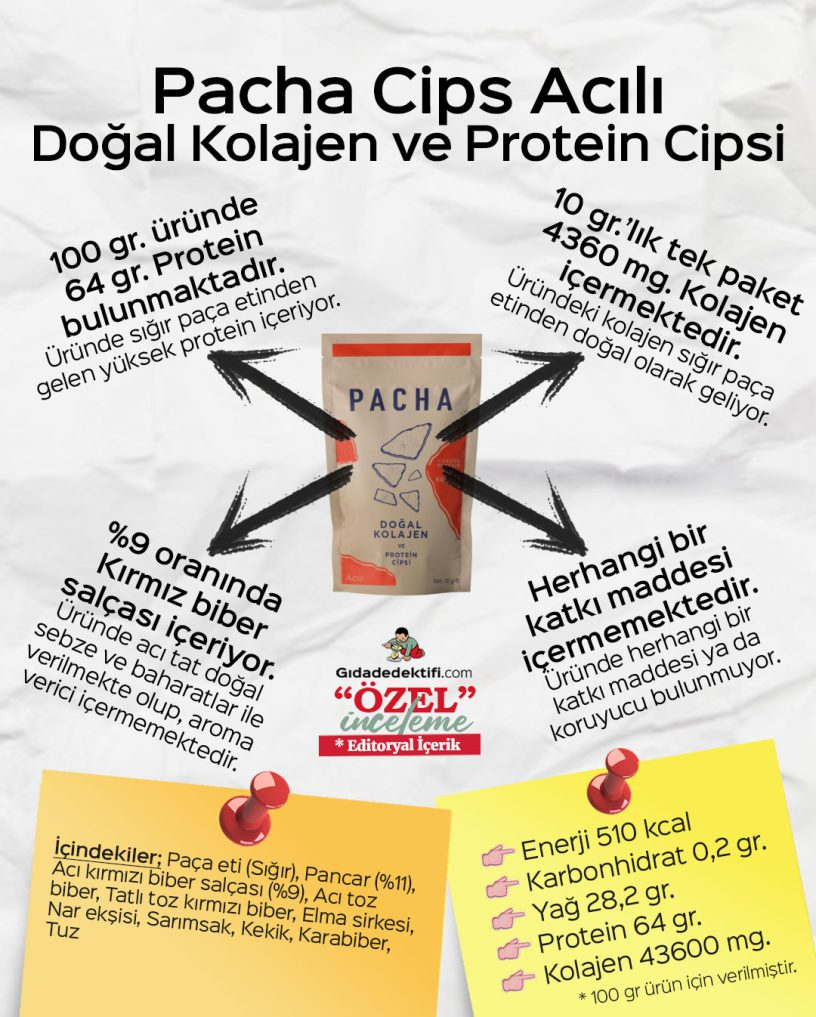 Pacha Cips Acılı
Doğal Kolajen ve Protein Cipsi
100 gr. üründe
64 gr. Protein
bulunmaktadır.
Üründe sığır paça etinden
gelen yüksek protein içeriyor.
10 gr.'lık tek paket
4360 mg. Kolajen
içermektedir.
Üründeki kolajen sığır paça
etinden doğal olarak geliyor.
PACHA
DOĞAL
KOLAJEN
VE
PROTEIN
CİPSİ
Acılı
Net: 10 g e
%9 oranında
Kırmız biber
salçası içeriyor.
Üründe acı tat doğal
sebze ve baharatlar ile
verilmekte olup, aroma
verici içermemektedir.
Herhangi bir
katkı maddesi
içermemektedir.
Üründe herhangi bir
katkı maddesi ya da
koruyucu bulunmuyor.
Gıdadedektifi.com
"ÖZEL"
inceleme
* Editoryal İçerik
İçindekiler; Paça eti (Sığır), Pancar (%11),
Acı kırmızı biber salçası (%9), Acı toz
biber, Tatlı toz kırmızı biber, Elma sirkesi,
Nar ekşisi, Sarımsak, Kekik, Karabiber,
Tuz
Enerji 510 kcal
Karbonhidrat 0,2 gr.
Yağ 28,2 gr.
Protein 64 gr.
Kolajen 43600 mg.
* 100 gr ürün için verilmiştir.